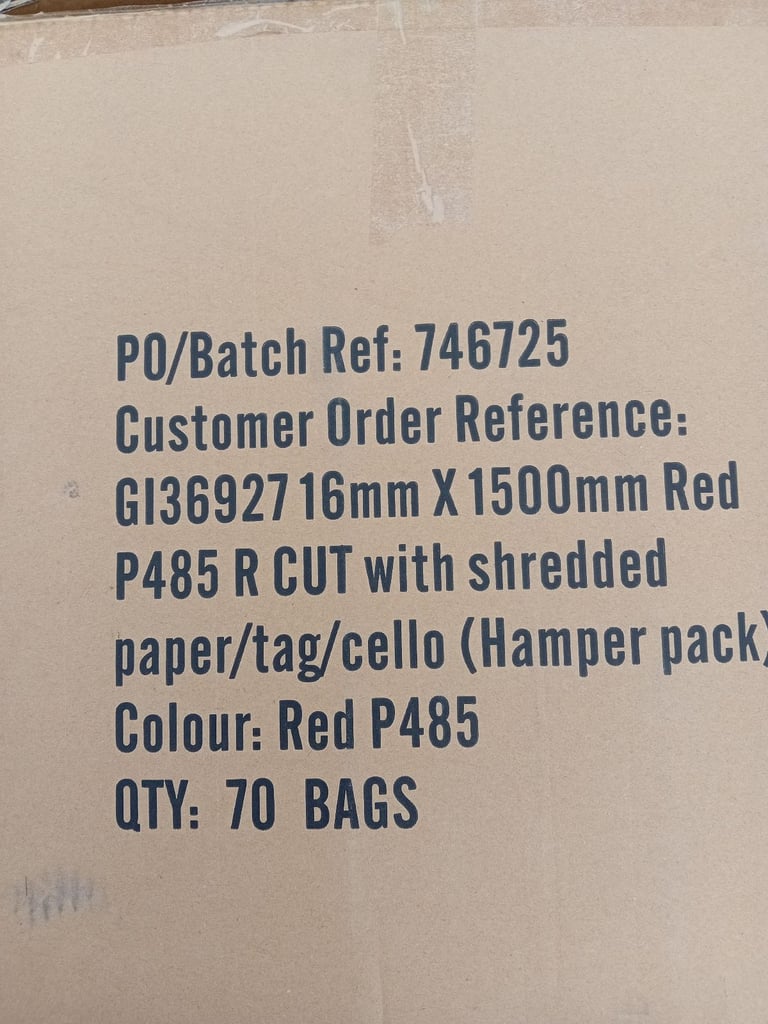 PO/Batch Ref: 746725
Customer Order Reference:
GI36927 16mm X 1500mm Red
P485 R CUT with shredded
paper/tag/cello (Hamper pack)
Colour: Red P485
QTY: 70 BAGS